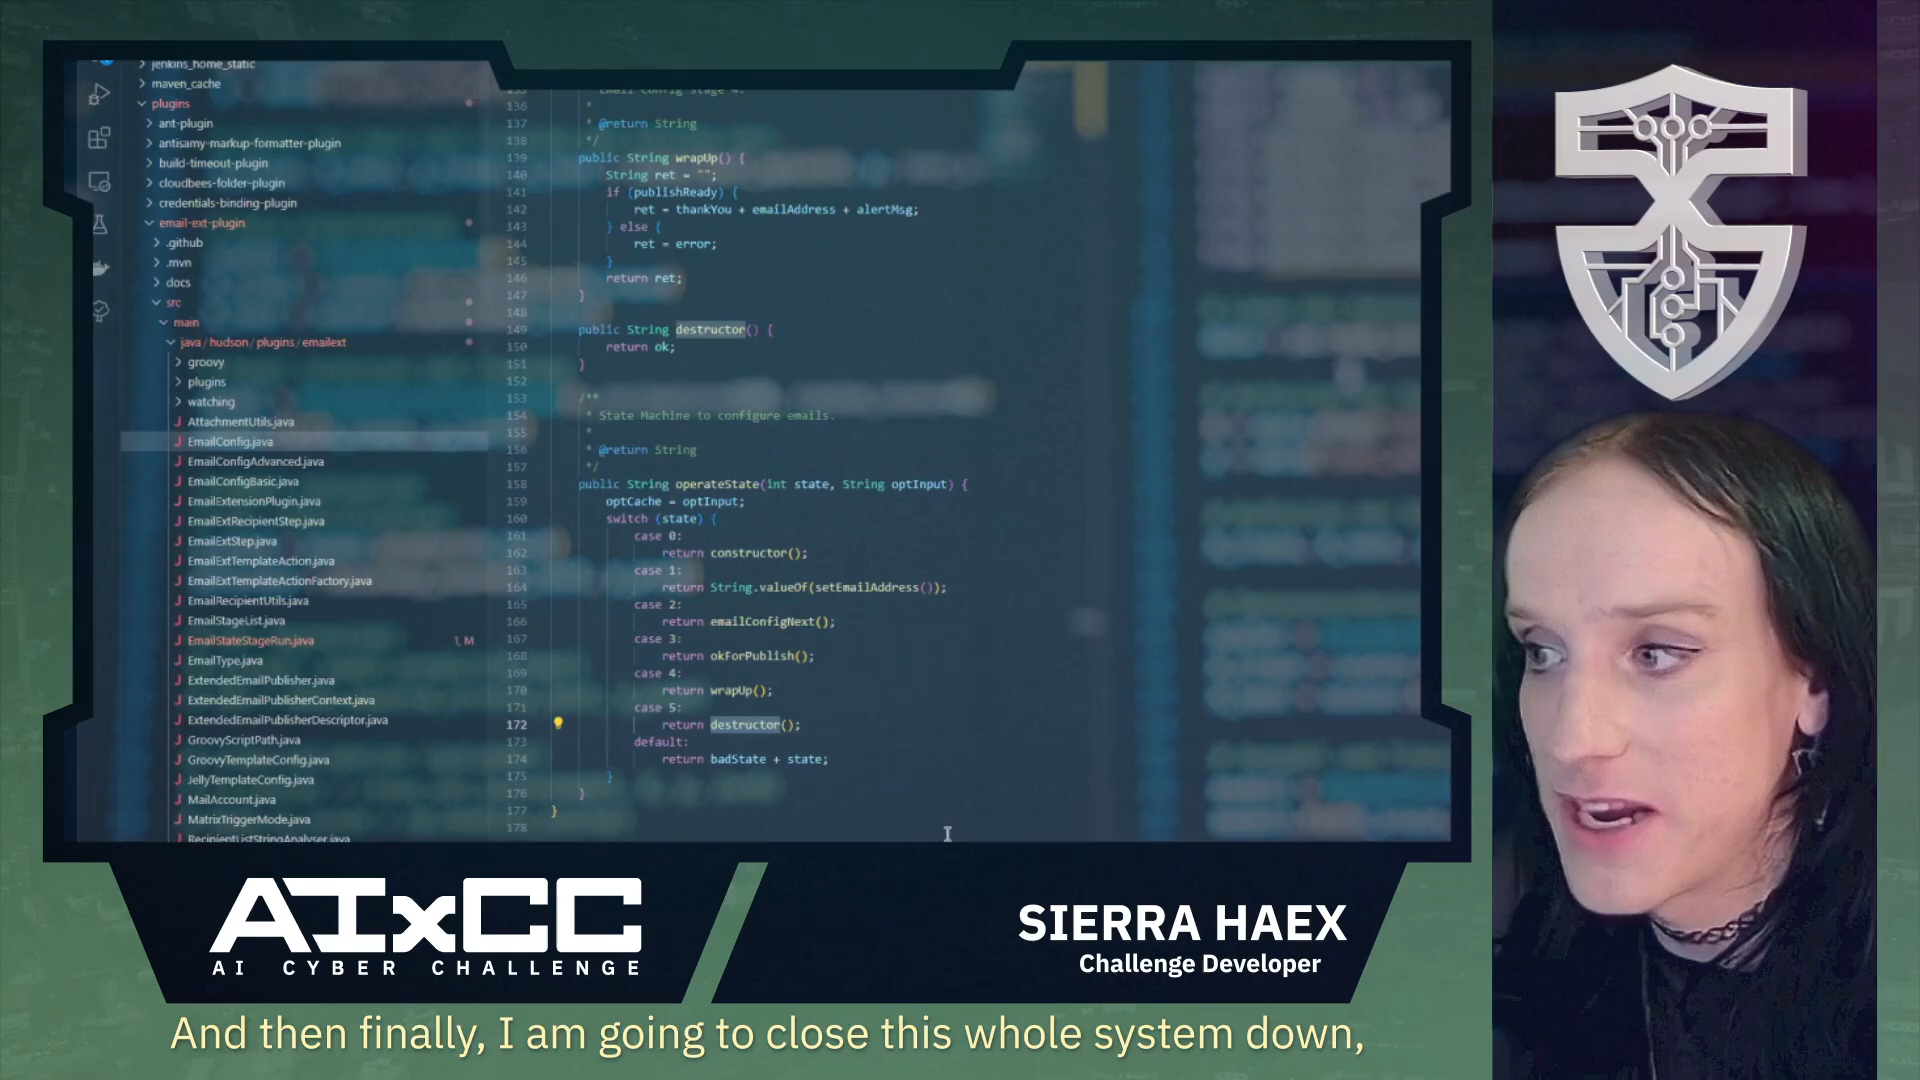 jenkins_home_static
maven_cache
plugins
ant-plugin
antisamy-markup-formatter-plugin
build-timeout-plugin
cloudbees-folder-plugin
credentials-binding-plugin
email-ext-plugin
.github
.mvn
docs
src
main
java/hudson/plugins/emailext
groovy
plugins
watching
J AttachmentUtils.java
J EmailConfig.java
J EmailConfigAdvanced.java
J EmailConfigBasic.java
J EmailExtensionPlugin.java
J EmailExtRecipientStep.java
J EmailExtStep.java
J EmailExtTemplateAction.java
J EmailExtTemplateActionFactory.java
J EmailRecipientUtils.java
J EmailStageList.java
J EmailStateStageRun.java 1, M
J EmailType.java
J ExtendedEmailPublisher.java
J ExtendedEmailPublisherContext.java
J ExtendedEmailPublisherDescriptor.java
J GroovyScriptPath.java
J GroovyTemplateConfig.java
J JellyTemplateConfig.java
J MailAccount.java
J MatrixTriggerMode.java
J RecipientListStringAnalyser.java
135 Email Config stage 4.
136 *
137 * @return String
138 */
139 public String wrapUp() {
140 String ret = "";
141 if (publishReady) {
142 ret = thankYou + emailAddress + alertMsg;
143 } else {
144 ret = error;
145 }
146 return ret;
147 }
148
149 public String destructor() {
150 return ok;
151 }
152
153 /**
154 * State Machine to configure emails.
155 *
156 * @return String
157 */
158 public String operateState(int state, String optInput) {
159 optCache = optInput;
160 switch (state) {
161 case 0:
162 return constructor();
163 case 1:
164 return String.valueOf(setEmailAddress());
165 case 2:
166 return emailConfigNext();
167 case 3:
168 return okForPublish();
169 case 4:
170 return wrapUp();
171 case 5:
172 return destructor();
173 default:
174 return badState + state;
175 }
176 }
177 }
178
AIxCC
AI CYBER CHALLENGE
SIERRA HAEX
Challenge Developer
And then finally, I am going to close this whole system down,